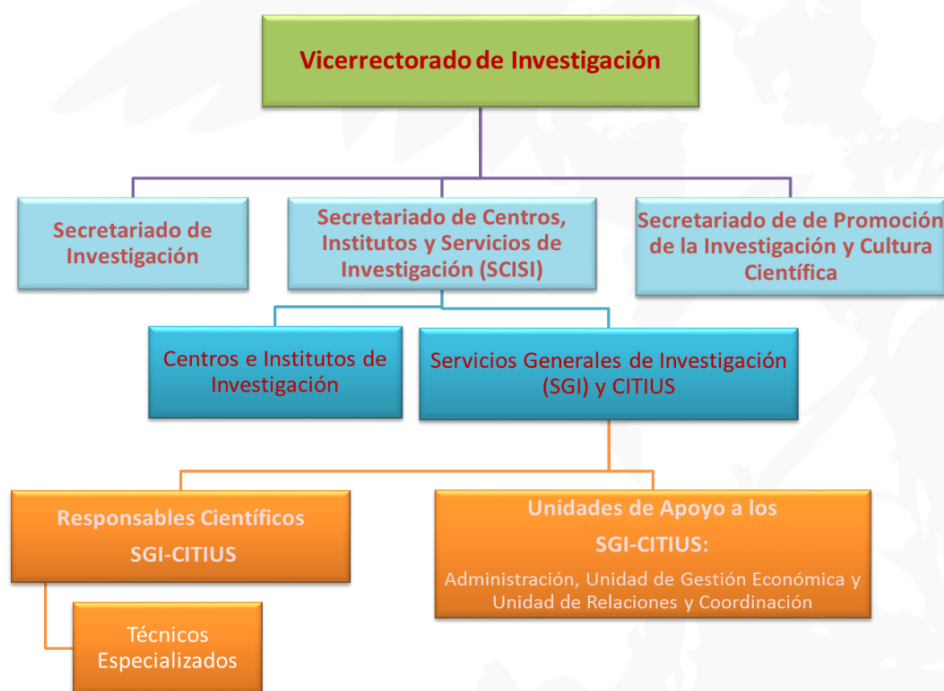 Vicerrectorado de Investigación
Secretariado de
Investigación
Secretariado de Centros,
Institutos y Servicios de
Investigación (SCISI)
Secretariado de de Promoción
de la Investigación y Cultura
Científica
Centros e Institutos de
Investigación
Servicios Generales de Investigación
(SGI) y CITIUS
Responsables Científicos
SGI-CITIUS
Unidades de Apoyo a los
SGI-CITIUS:
Administración, Unidad de Gestión Económica y
Unidad de Relaciones y Coordinación
Técnicos
Especializados